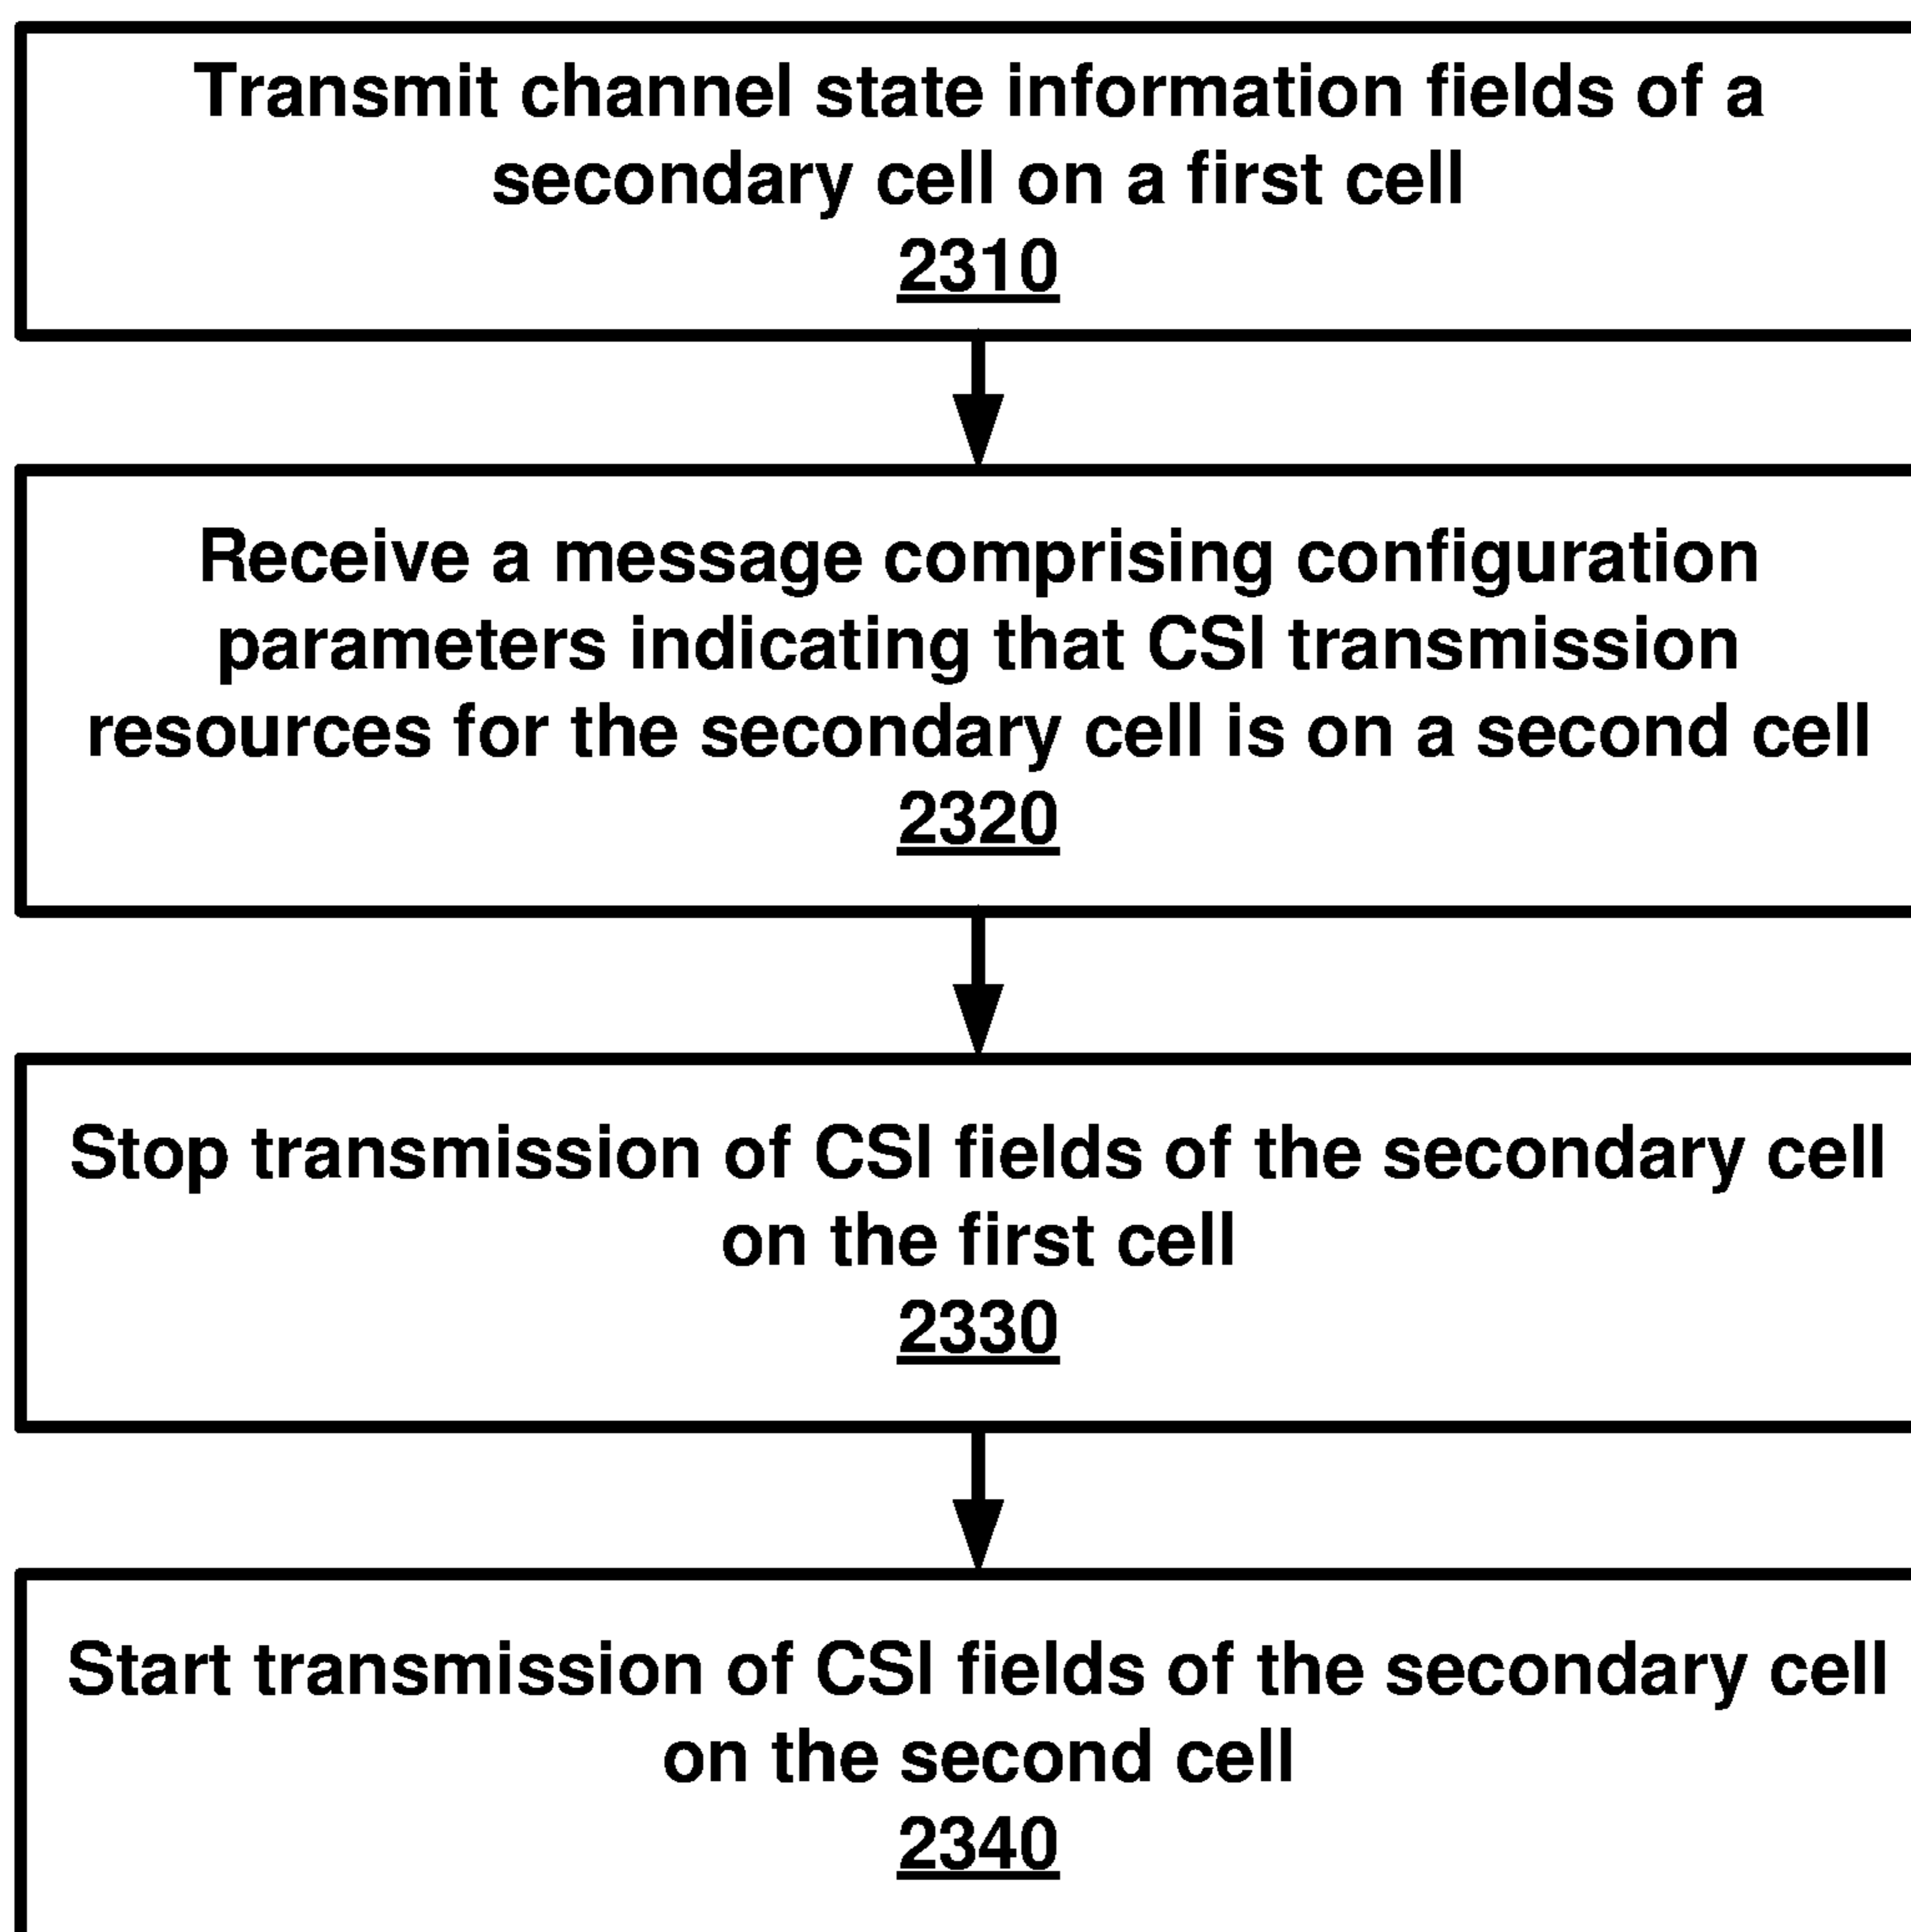 Transmit channel state information fields of a
secondary cell on a first cell
2310
Receive a message comprising configuration
parameters indicating that CSI transmission
resources for the secondary cell is on a second cell
2320
Stop transmission of CSI fields of the secondary cell
on the first cell
2330
Start transmission of CSI fields of the secondary cell
on the second cell
2340